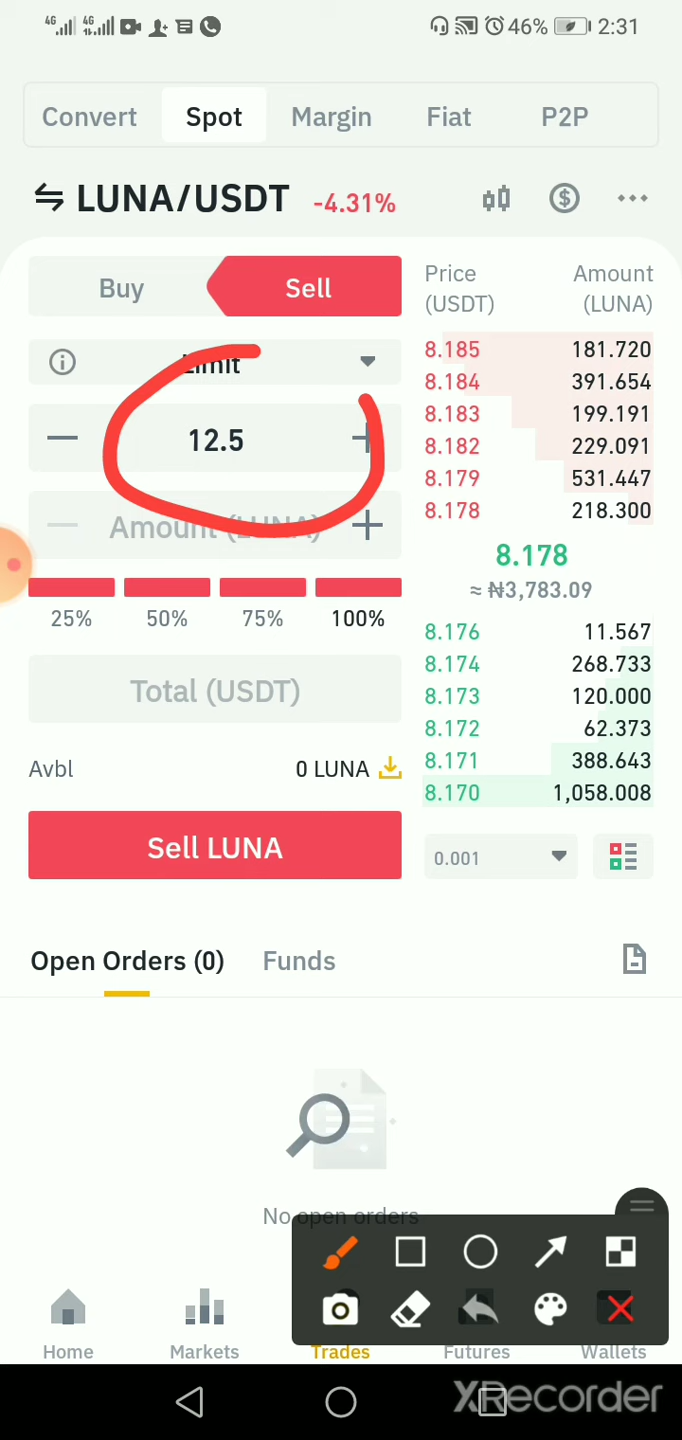 4G 4G 46% 2:31
Convert Spot Margin Fiat P2P
LUNA/USDT -4.31%
Buy Sell
Limit
12.5
Amount (LUNA)
25% 50% 75% 100%
Total (USDT)
Avbl 0 LUNA
Sell LUNA
Price Amount
(USDT) (LUNA)
8.185 181.720
8.184 391.654
8.183 199.191
8.182 229.091
8.179 531.447
8.178 218.300
8.178
≈ ₦3,783.09
8.176 11.567
8.174 268.733
8.173 120.000
8.172 62.373
8.171 388.643
8.170 1,058.008
0.001
Open Orders (0) Funds
No open orders
Home Markets Trades Futures Wallets
XRecorder